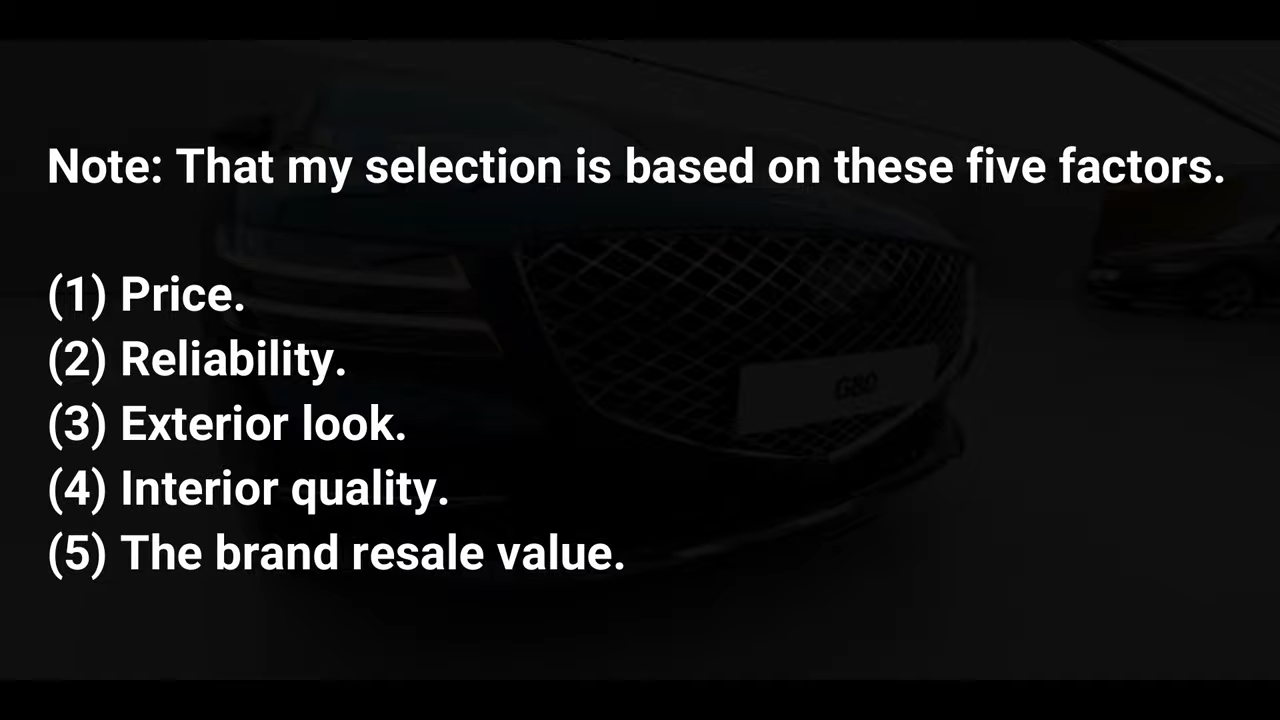 Note: That my selection is based on these five factors.
(1) Price.
(2) Reliability.
(3) Exterior look.
(4) Interior quality.
(5) The brand resale value.
G80